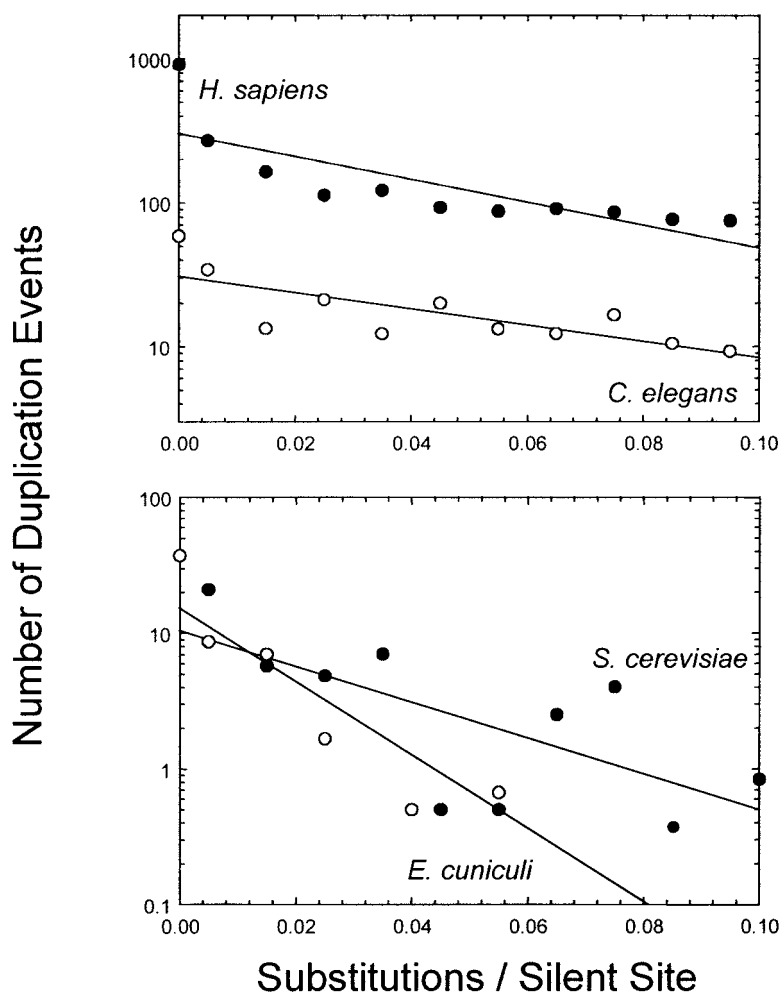 Number of Duplication Events
1000
100
10
H. sapiens
C. elegans
0.00 0.02 0.04 0.06 0.08 0.10
100
10
1
0.1
S. cerevisiae
E. cuniculi
0.00 0.02 0.04 0.06 0.08 0.10
Substitutions / Silent Site